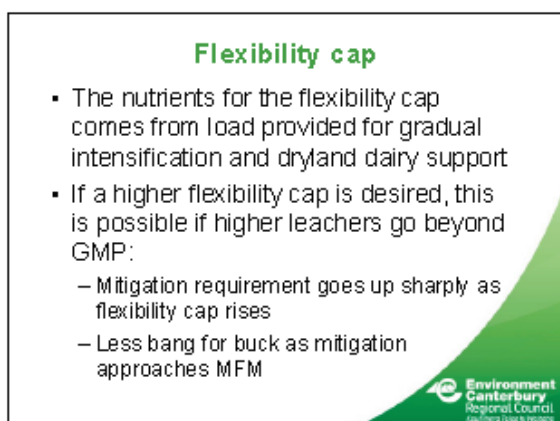 Flexibility cap
▪ The nutrients for the flexibility cap
comes from load provided for gradual
intensification and dryland dairy support
▪ If a higher flexibility cap is desired, this
is possible if higher leachers go beyond
GMP:
– Mitigation requirement goes up sharply as
flexibility cap rises
– Less bang for buck as mitigation
approaches MFM
Environment
Canterbury
Regional Council